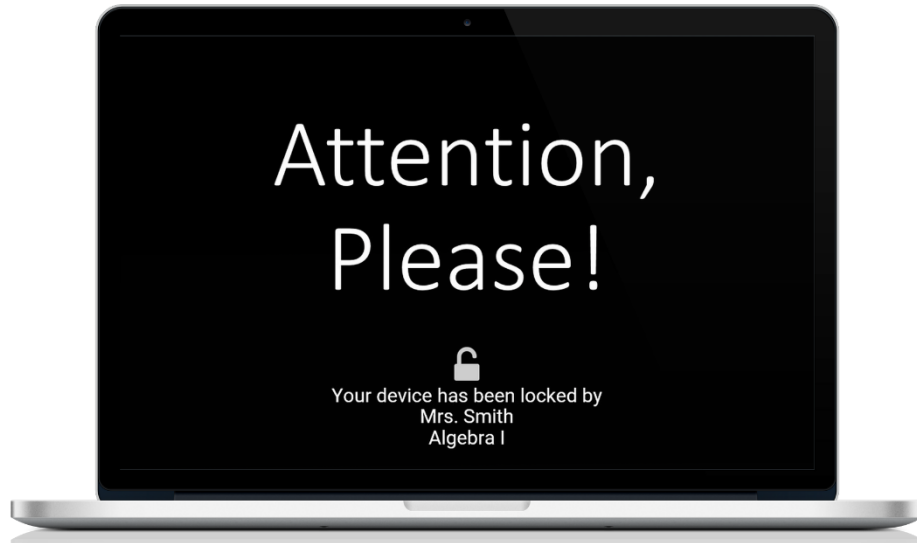 Attention,
Please!
Your device has been locked by
Mrs. Smith
Algebra I